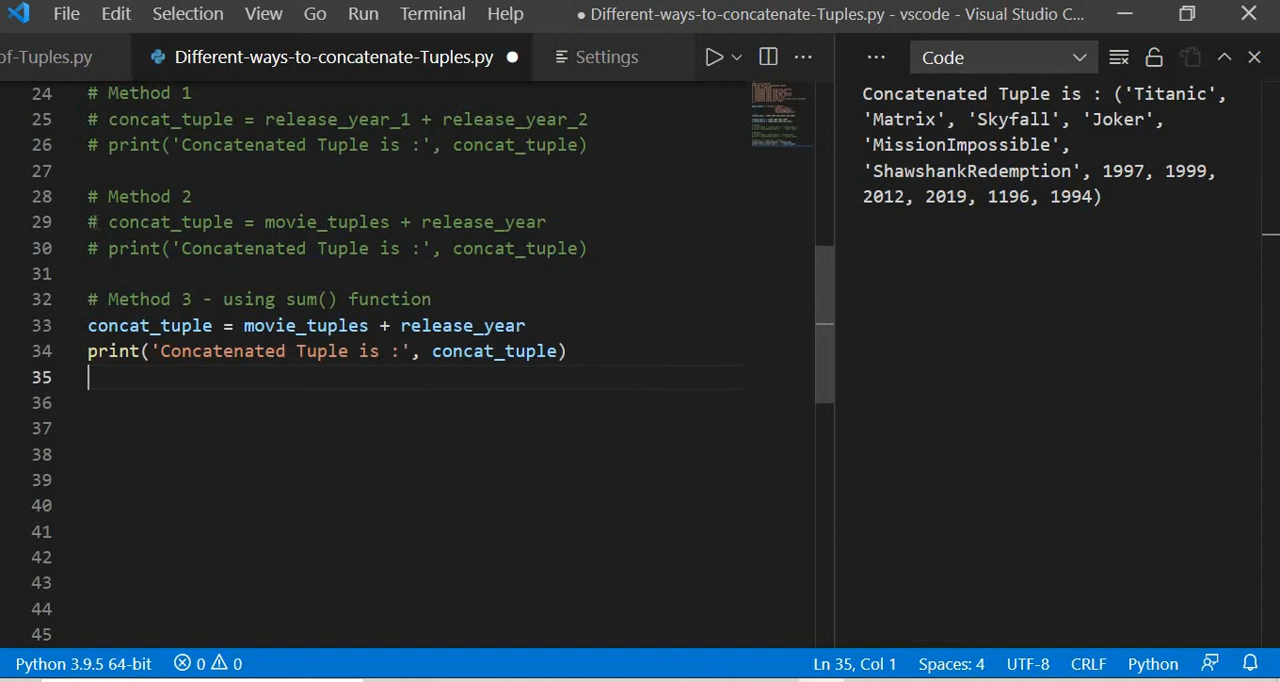 File Edit Selection View Go Run Terminal Help ● Different-ways-to-concatenate-Tuples.py - vscode - Visual Studio C...
of-Tuples.py Different-ways-to-concatenate-Tuples.py ● Settings ... ... Code
24 # Method 1
25 # concat_tuple = release_year_1 + release_year_2
26 # print('Concatenated Tuple is :', concat_tuple)
27
28 # Method 2
29 # concat_tuple = movie_tuples + release_year
30 # print('Concatenated Tuple is :', concat_tuple)
31
32 # Method 3 - using sum() function
33 concat_tuple = movie_tuples + release_year
34 print('Concatenated Tuple is :', concat_tuple)
35
36
37
38
39
40
41
42
43
44
45
Concatenated Tuple is : ('Titanic',
'Matrix', 'Skyfall', 'Joker',
'MissionImpossible',
'ShawshankRedemption', 1997, 1999,
2012, 2019, 1196, 1994)
Python 3.9.5 64-bit 0 0 Ln 35, Col 1 Spaces: 4 UTF-8 CRLF Python